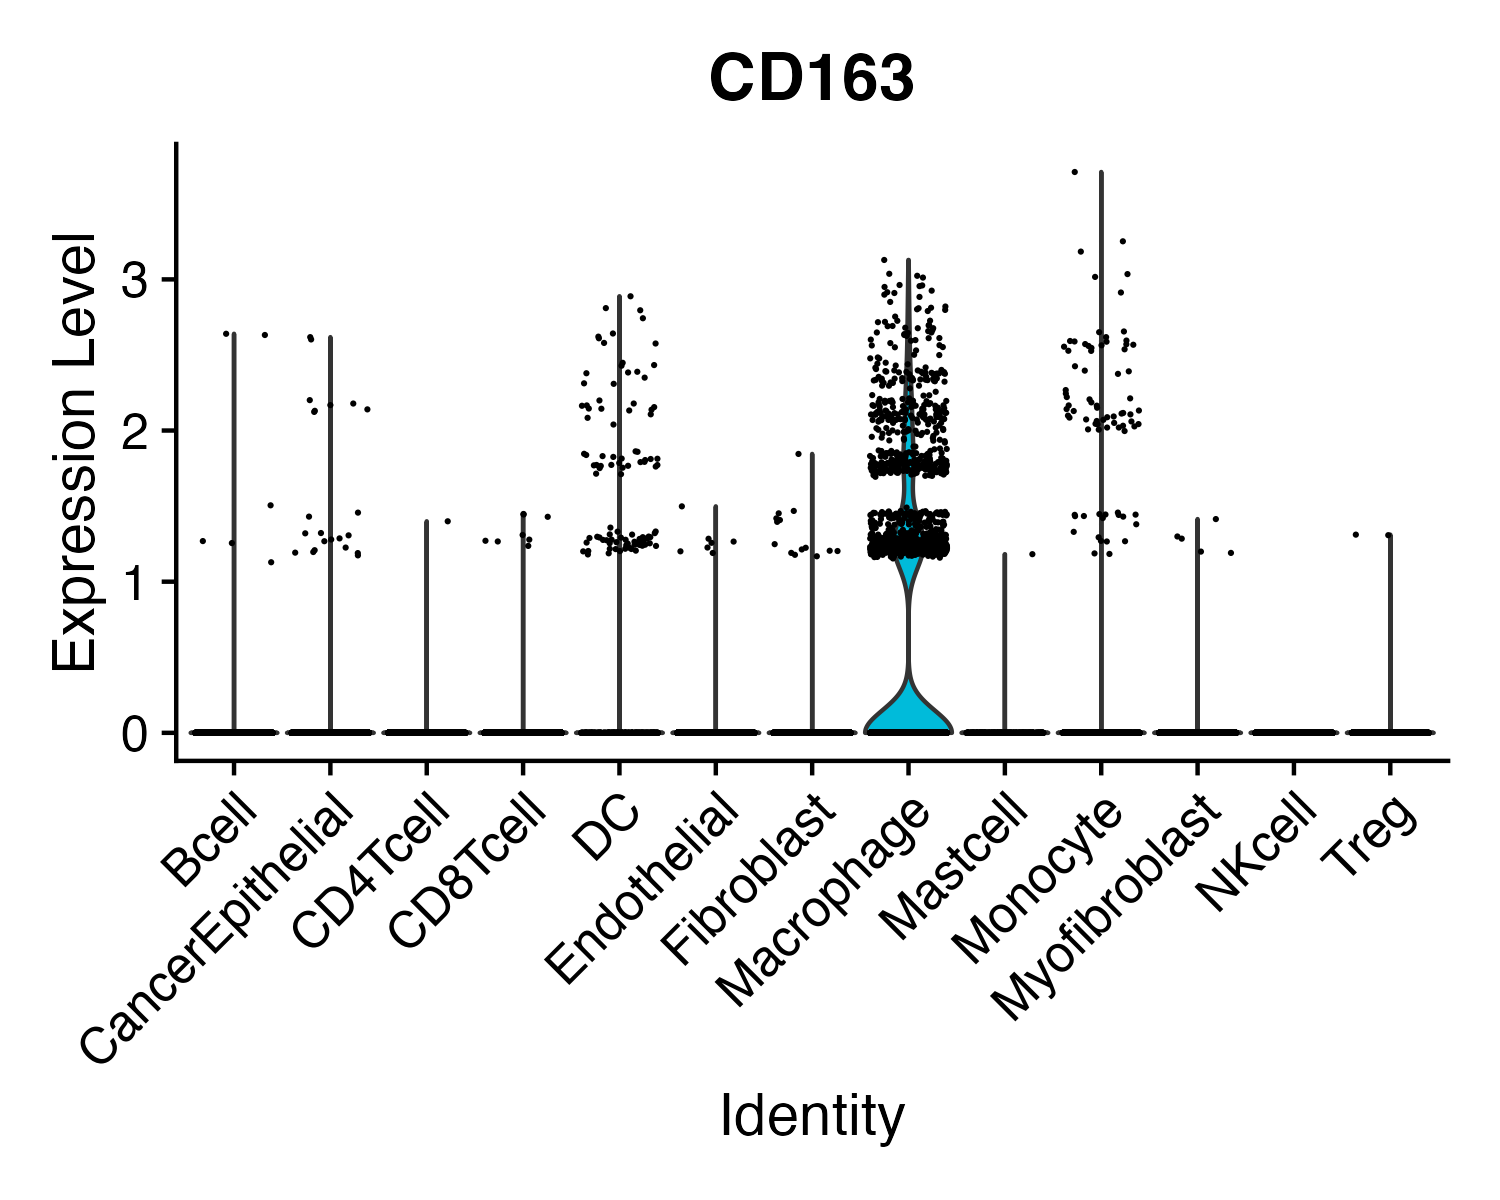 CD163
Expression Level
3
2
1
0
Bcell
CancerEpithelial
CD4Tcell
CD8Tcell
DC
Endothelial
Fibroblast
Macrophage
Mastcell
Monocyte
Myofibroblast
NKcell
Treg
Identity